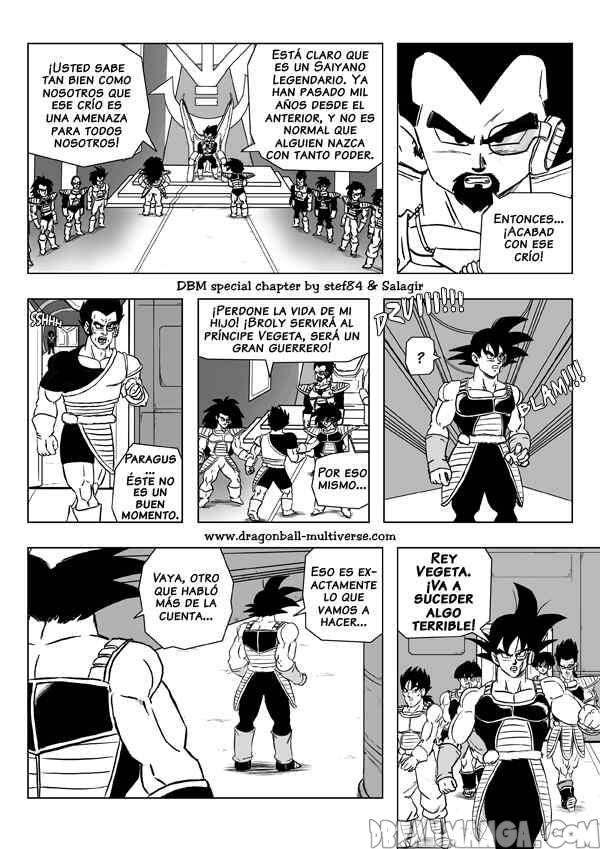 ¡USTED SABE
TAN BIEN COMO
NOSOTROS QUE
ESE CRÍO ES
UNA AMENAZA
PARA TODOS
NOSOTROS!
ESTÁ CLARO QUE
ES UN SAIYANO
LEGENDARIO. YA
HAN PASADO MIL
AÑOS DESDE EL
ANTERIOR, Y NO ES
NORMAL QUE
ALGUIEN NAZCA
CON TANTO PODER.
ENTONCES...
¡ACABAD
CON ESE
CRÍO!
DBM special chapter by stef84 & Salagir
SSHHH
PARAGUS
...
ÉSTE NO
ES UN
BUEN
MOMENTO.
¡PERDONE LA VIDA DE
MI HIJO! ¡BROLY SERVIRÁ AL
PRÍNCIPE VEGETA, SERÁ UN
GRAN GUERRERO!
POR ESO
MISMO...
DZUIII!!!
?
BLAM!!!
www.dragonball-multiverse.com
VAYA, OTRO
QUE HABLÓ
MÁS DE LA
CUENTA...
ESO ES EX-
ACTAMENTE
LO QUE
VAMOS A
HACER...
REY
VEGETA.
¡VA A
SUCEDER
ALGO
TERRIBLE!
DBFALLMANGA.COM